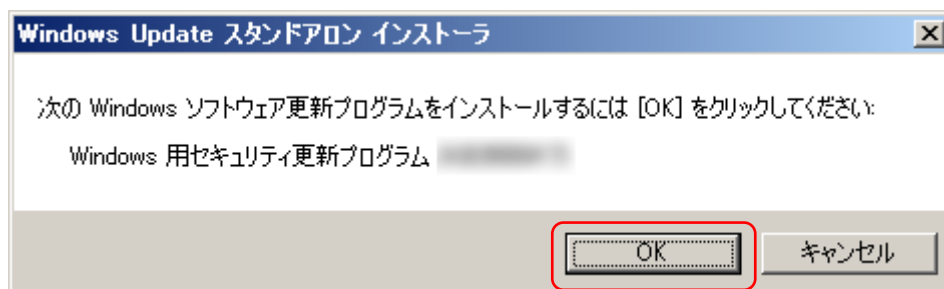 Windows Update スタンドアロン インストーラ
次の Windows ソフトウェア更新プログラムをインストールするには [OK] をクリックしてください:
Windows 用セキュリティ更新プログラム
OK
キャンセル